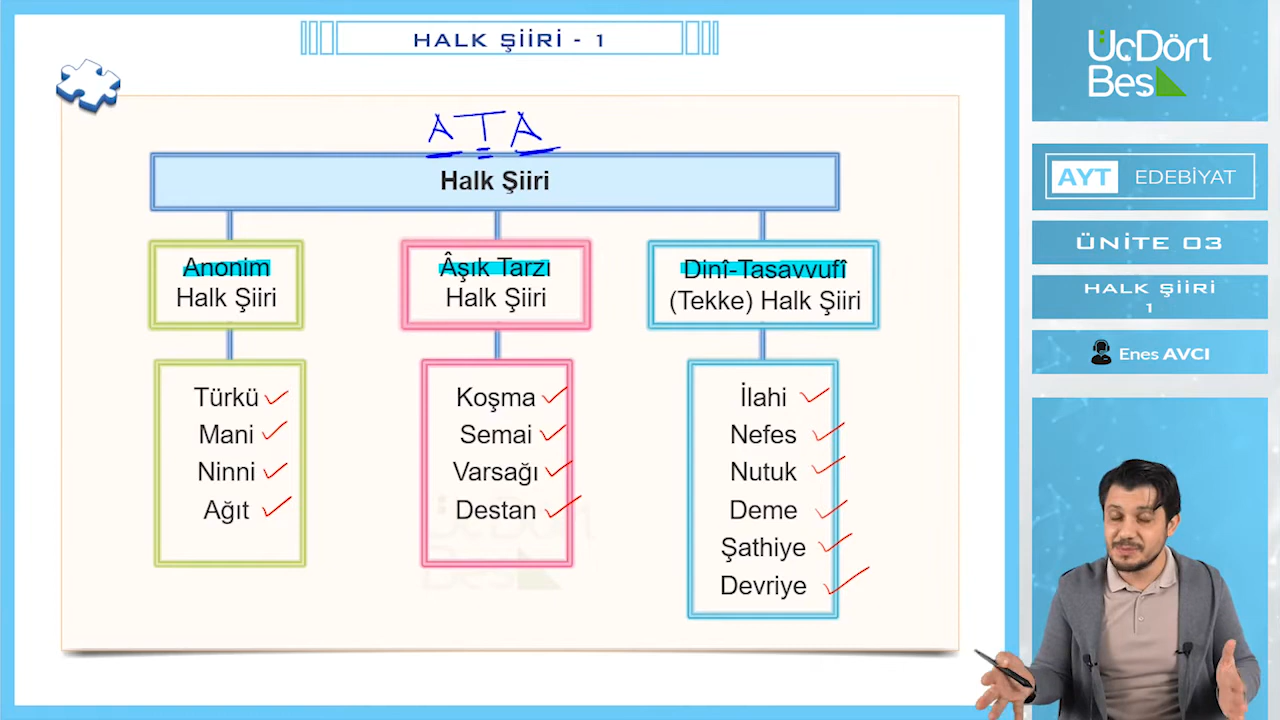 HALK ŞİİRİ - 1
ATA
Halk Şiiri
Anonim
Halk Şiiri
Türkü
Mani
Ninni
Ağıt
Âşık Tarzı
Halk Şiiri
Koşma
Semai
Varsağı
Destan
Dinî-Tasavvufî
(Tekke) Halk Şiiri
İlahi
Nefes
Nutuk
Deme
Şathiye
Devriye
ÜçDört
Beş
ÜçDört
Beş
AYT EDEBİYAT
ÜNİTE 03
HALK ŞİİRİ
1
Enes AVCI